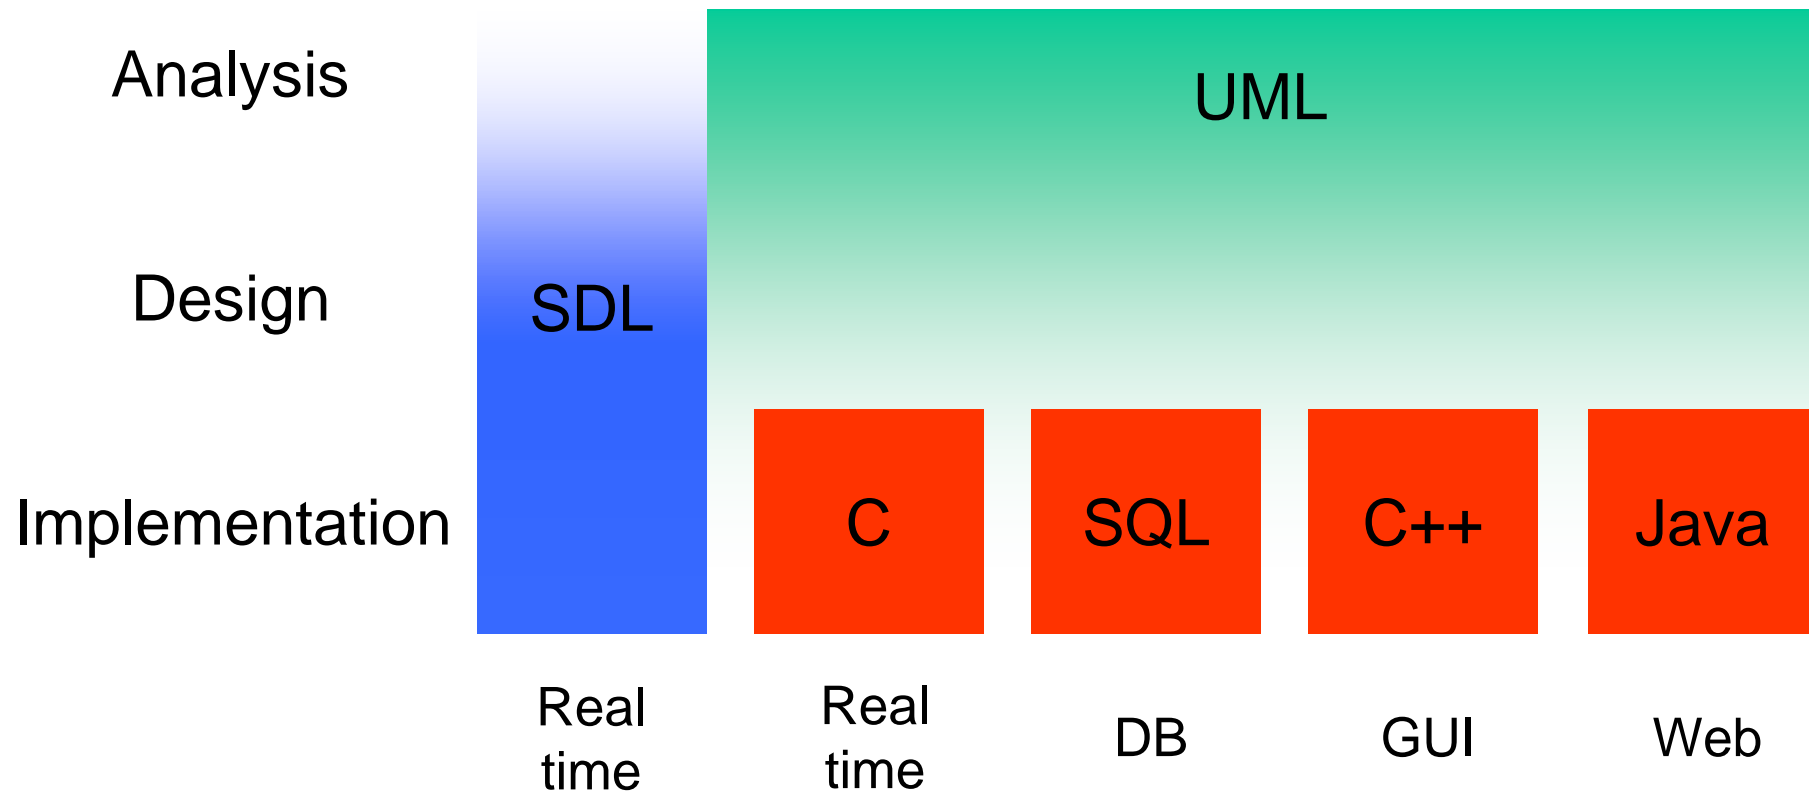 Analysis
UML
Design
SDL
Implementation
C
SQL
C++
Java
Real
time
Real
time
DB
GUI
Web